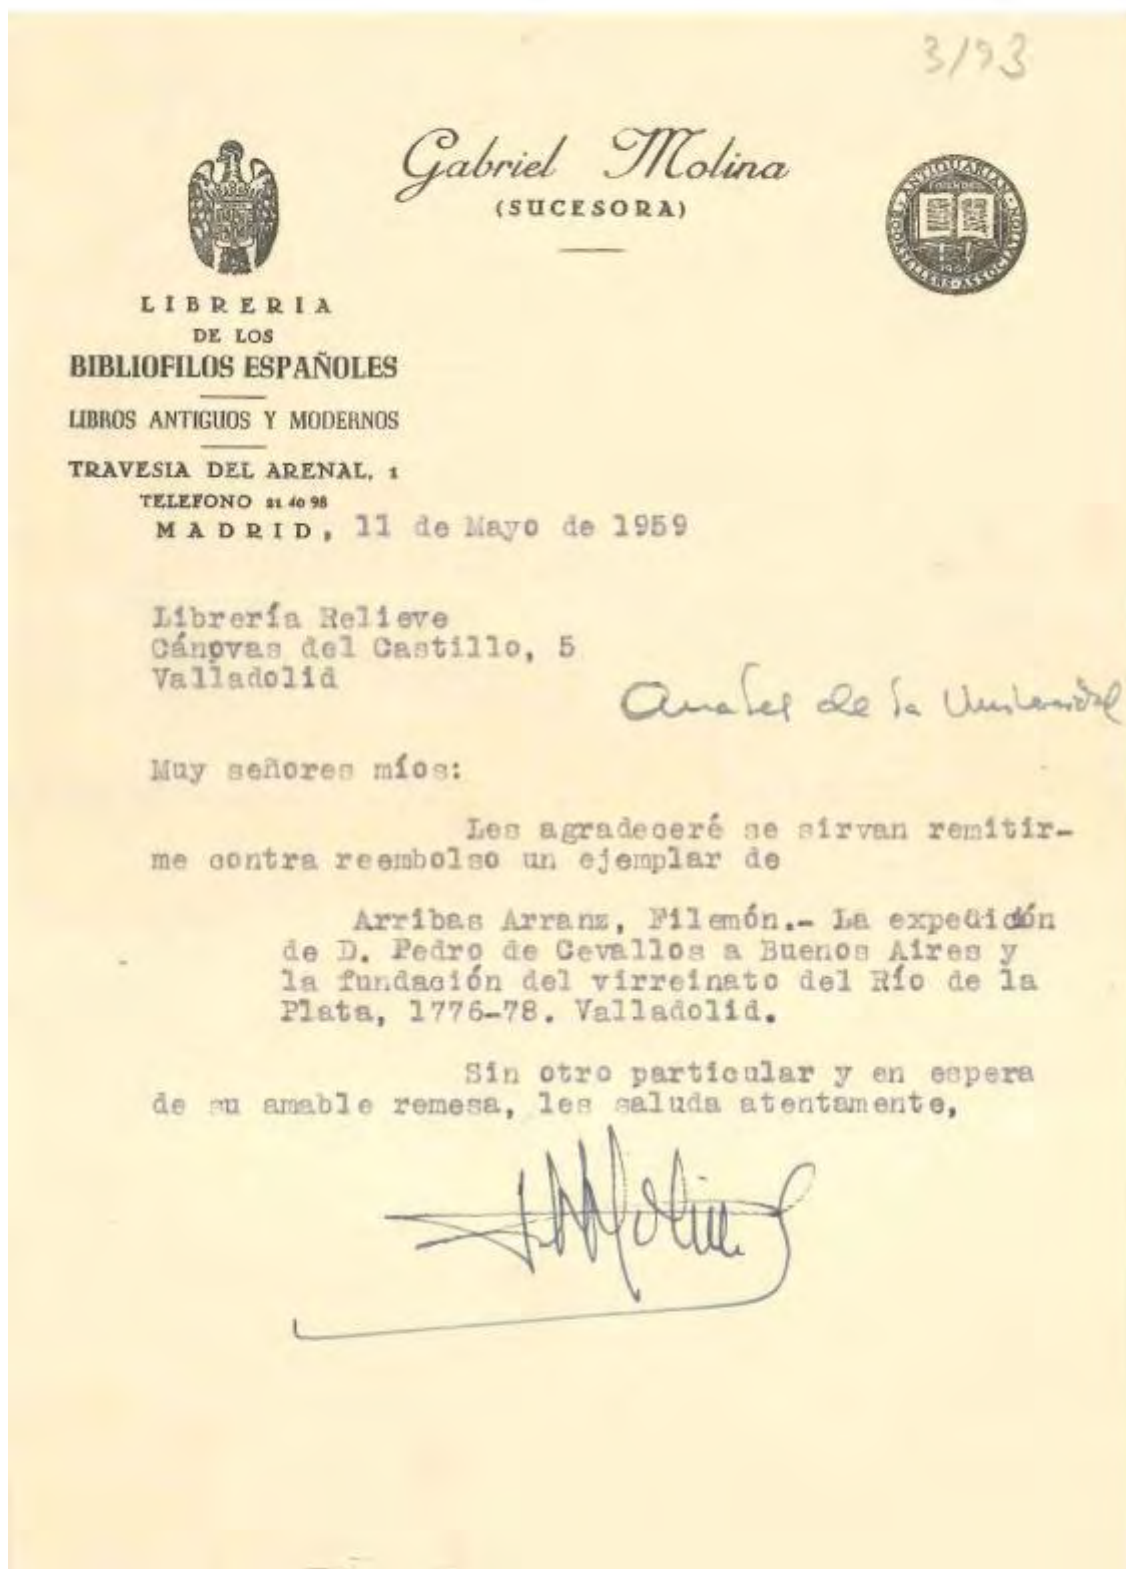 3/93
Gabriel Molina
(SUCESORA)
ANTIQUARIAN BOOKSELLERS ASSOCIATION
LIBRERIA
DE LOS
BIBLIOFILOS ESPAÑOLES
LIBROS ANTIGUOS Y MODERNOS
TRAVESIA DEL ARENAL, 1
TELEFONO 21 40 98
MADRID, 11 de Mayo de 1959
Librería Relieve
Cánovas del Castillo, 5
Valladolid
Anales de la Universidad
Muy señores míos:
Les agradeceré se sirvan remitir-
me contra reembolso un ejemplar de
Arribas Arranz, Filemón.- La expedición
de D. Pedro de Cevallos a Buenos Aires y
la fundación del virreinato del Río de la
Plata, 1776-78. Valladolid.
Sin otro particular y en espera
de su amable remesa, les saluda atentamente,
Molina